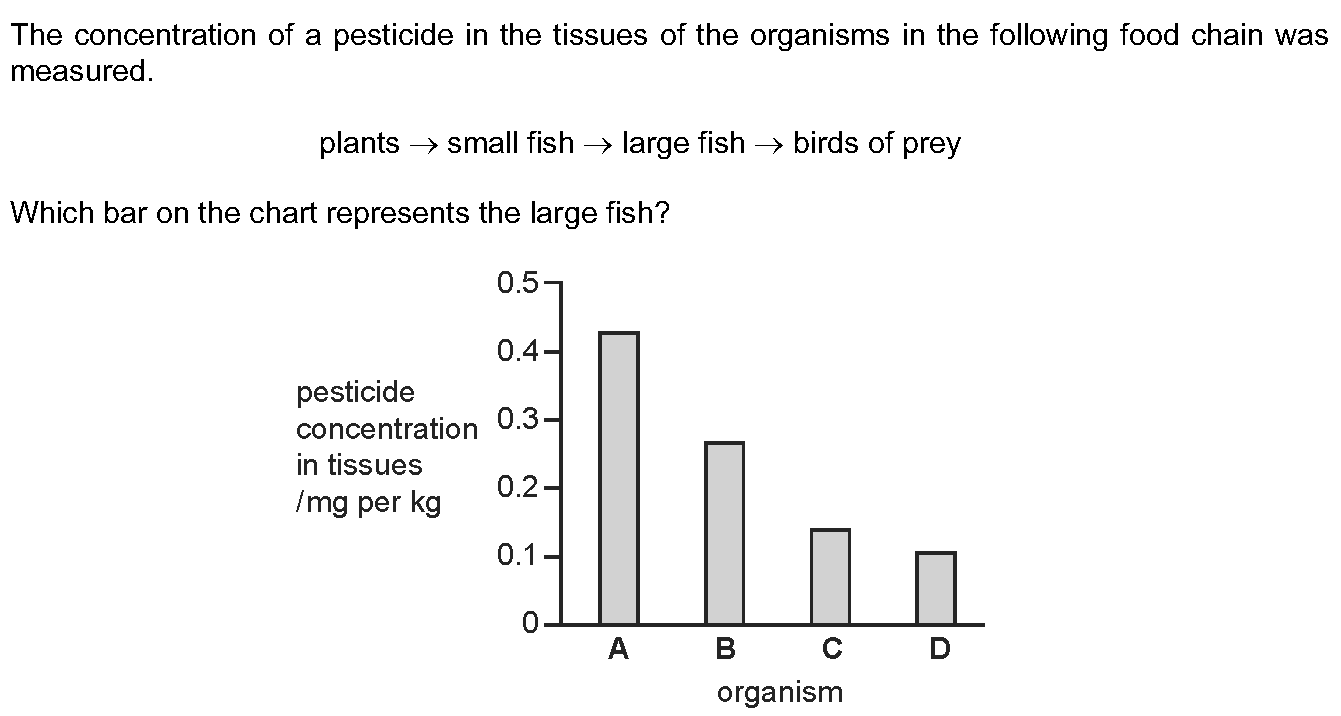 The concentration of a pesticide in the tissues of the organisms in the following food chain was
measured.
plants → small fish → large fish → birds of prey
Which bar on the chart represents the large fish?
0.5
0.4
0.3
0.2
0.1
0
pesticide
concentration
in tissues
/mg per kg
A B C D
organism